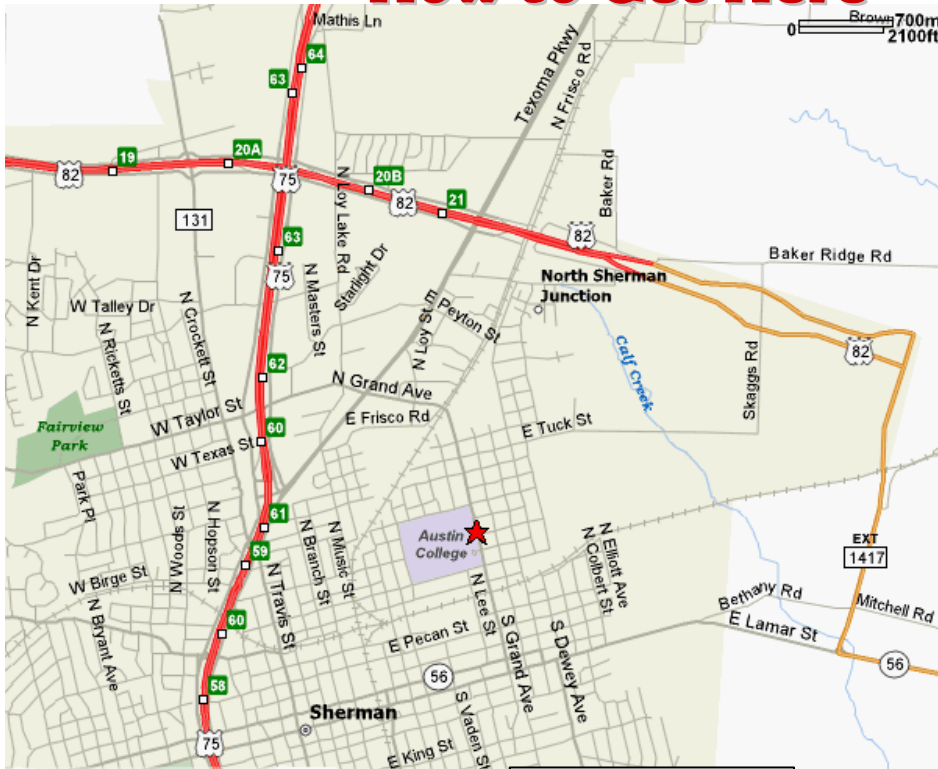 How to Get Here
Mathis Ln
Brown
0
700m
2100ft
64
63
Texoma Pkwy
N Frisco Rd
19
20A
82
75
20B
82
21
Baker Rd
N Loy Lake Rd
131
82
63
75
Baker Ridge Rd
North Sherman
Junction
N Kent Dr
W Talley Dr
N Crockett St
N Masters St
Starlight Dr
N Loy St
E Peyton St
N Ricketts St
62
Calf Creek
Skaggs Rd
82
N Grand Ave
W Taylor St
E Frisco Rd
E Tuck St
Fairview
Park
60
W Texas St
Park Pl
N Woods St
N Hopson St
61
59
N Branch St
N Music St
Austin
College
N Elliott Ave
N Colbert St
EXT
1417
W Birge St
N Travis St
N Bryant Ave
N Lee St
Bethany Rd
Mitchell Rd
E Lamar St
60
E Pecan St
S Grand Ave
S Dewey Ave
56
56
58
Sherman
S Vaden St
75
E King St